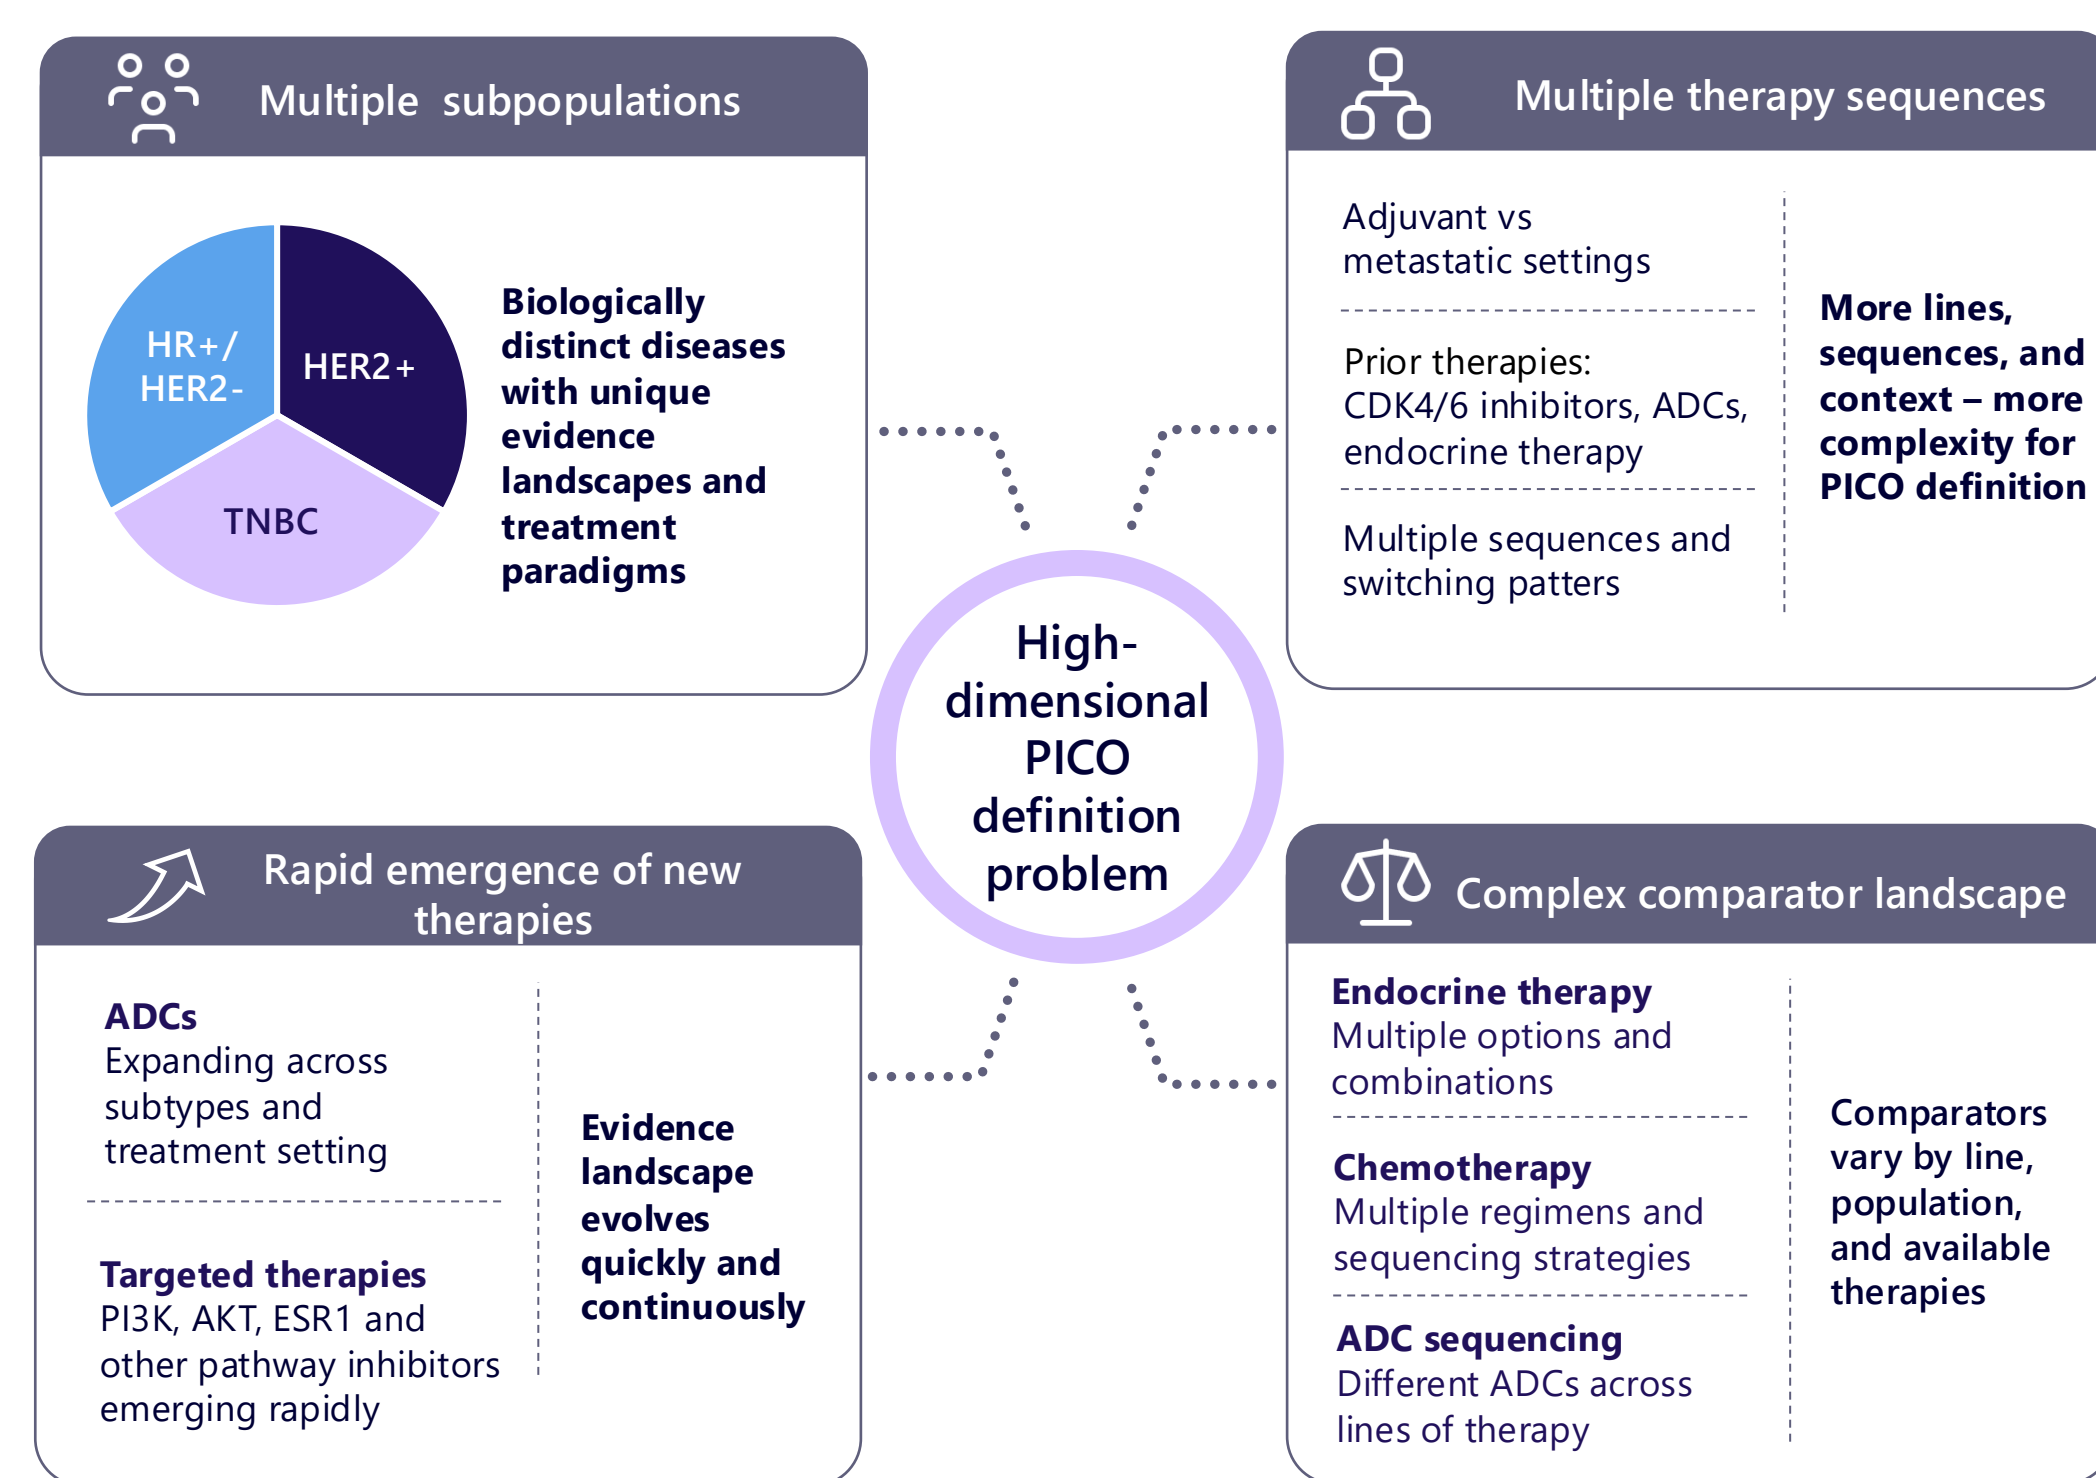 Multiple subpopulations
HR+/
HER2-
HER2+
TNBC
Biologically
distinct diseases
with unique
evidence
landscapes and
treatment
paradigms
Multiple therapy sequences
Adjuvant vs
metastatic settings
Prior therapies:
CDK4/6 inhibitors, ADCs,
endocrine therapy
Multiple sequences and
switching patters
More lines,
sequences, and
context – more
complexity for
PICO definition
High-
dimensional
PICO
definition
problem
Rapid emergence of new
therapies
ADCs
Expanding across
subtypes and
treatment setting
Targeted therapies
PI3K, AKT, ESR1 and
other pathway inhibitors
emerging rapidly
Evidence
landscape
evolves
quickly and
continuously
Complex comparator landscape
Endocrine therapy
Multiple options and
combinations
Chemotherapy
Multiple regimens and
sequencing strategies
ADC sequencing
Different ADCs across
lines of therapy
Comparators
vary by line,
population,
and available
therapies